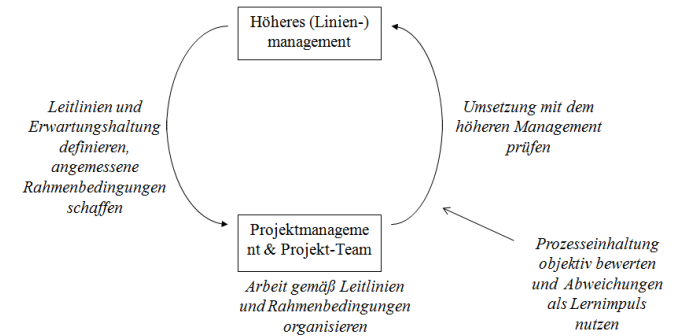 Höheres (Linien-)
management
Leitlinien und
Erwartungshaltung
definieren,
angemessene
Rahmenbedingungen
schaffen
Umsetzung mit dem
höheren Management
prüfen
Projektmanageme
nt & Projekt-Team
Arbeit gemäß Leitlinien
und Rahmenbedingungen
organisieren
Prozesseinhaltung
objektiv bewerten
und Abweichungen
als Lernimpuls
nutzen